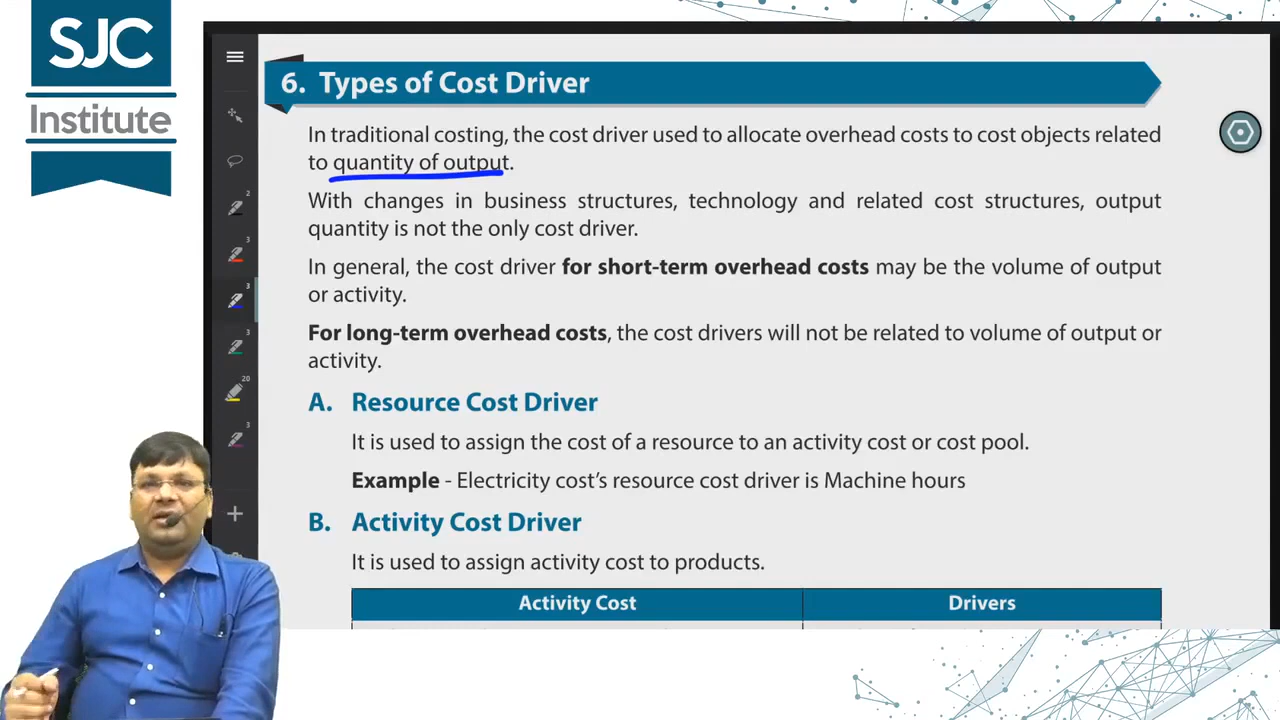 SJC
Institute
6. Types of Cost Driver
In traditional costing, the cost driver used to allocate overhead costs to cost objects related
to quantity of output.
With changes in business structures, technology and related cost structures, output
quantity is not the only cost driver.
In general, the cost driver for short-term overhead costs may be the volume of output
or activity.
For long-term overhead costs, the cost drivers will not be related to volume of output or
activity.
A. Resource Cost Driver
It is used to assign the cost of a resource to an activity cost or cost pool.
Example - Electricity cost's resource cost driver is Machine hours
B. Activity Cost Driver
It is used to assign activity cost to products.
Activity Cost Drivers
2
3
3
3
20
3